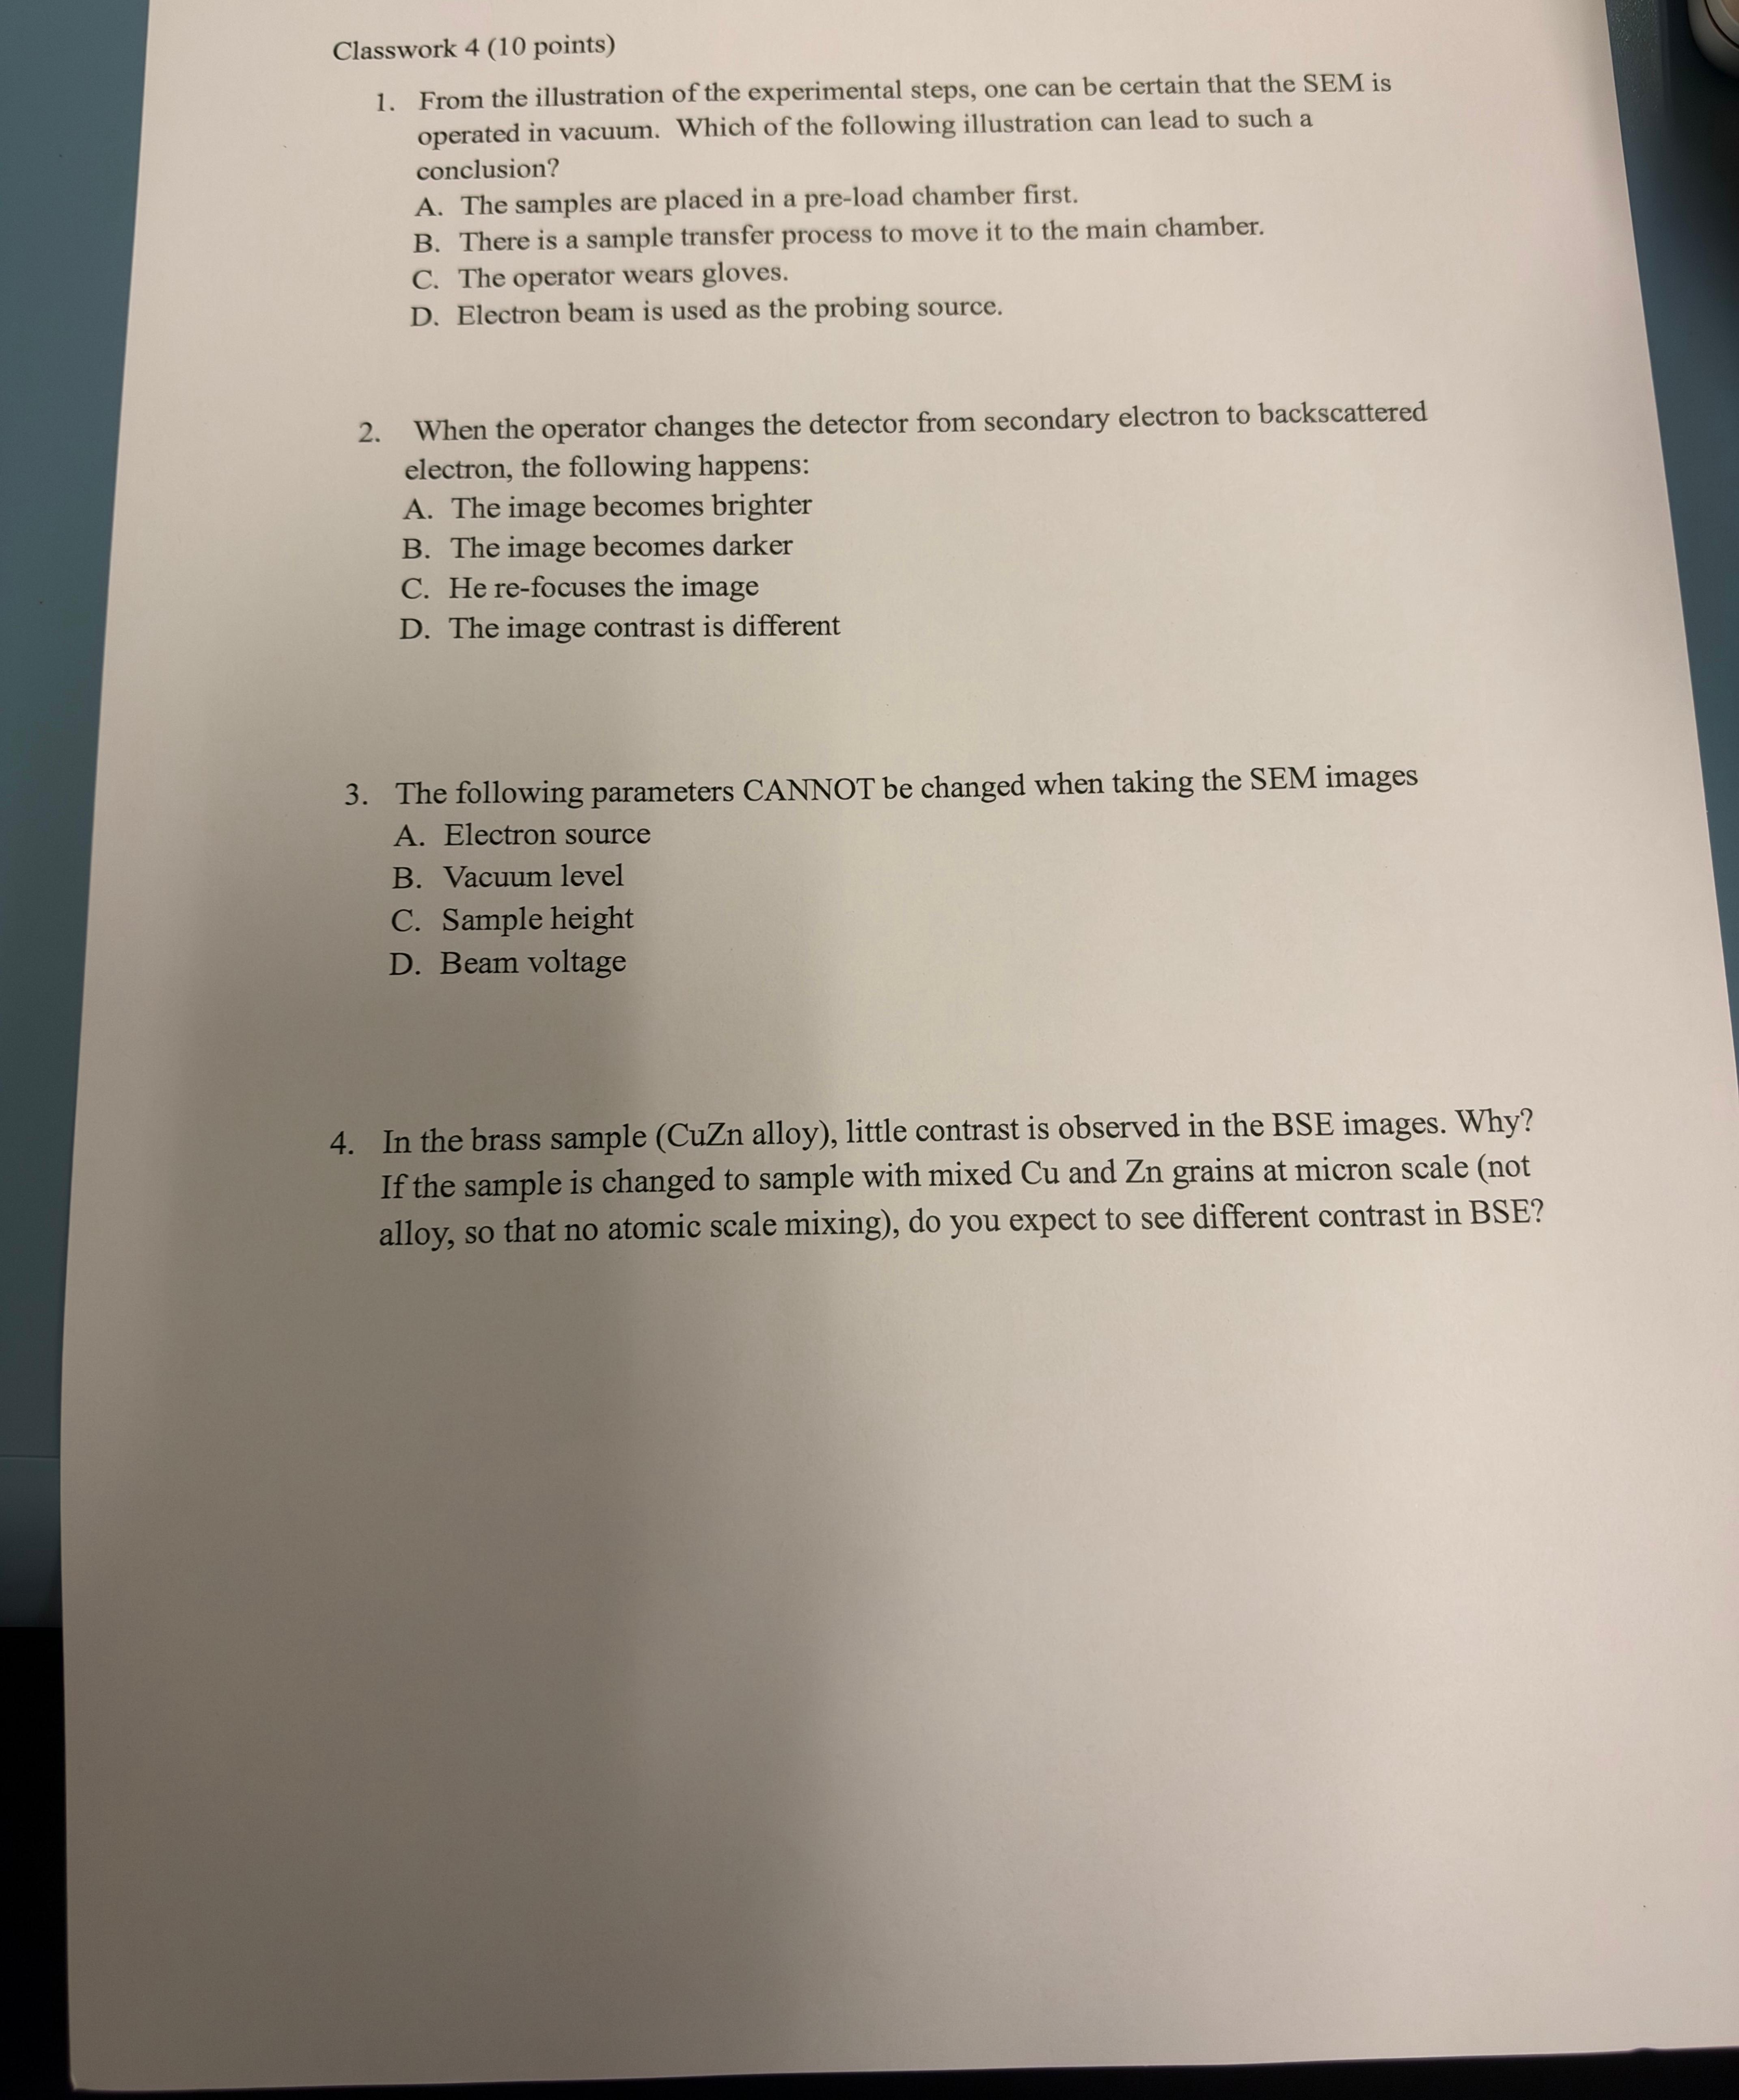 Classwork 4 (10 points)
1. From the illustration of the experimental steps, one can be certain that the SEM is
operated in vacuum. Which of the following illustration can lead to such a
conclusion?
A. The samples are placed in a pre-load chamber first.
B. There is a sample transfer process to move it to the main chamber.
C. The operator wears gloves.
D. Electron beam is used as the probing source.
2. When the operator changes the detector from secondary electron to backscattered
electron, the following happens:
A. The image becomes brighter
B. The image becomes darker
C. He re-focuses the image
D. The image contrast is different
3. The following parameters CANNOT be changed when taking the SEM images
A. Electron source
B. Vacuum level
C. Sample height
D. Beam voltage
4. In the brass sample (CuZn alloy), little contrast is observed in the BSE images. Why?
If the sample is changed to sample with mixed Cu and Zn grains at micron scale (not
alloy, so that no atomic scale mixing), do you expect to see different contrast in BSE?